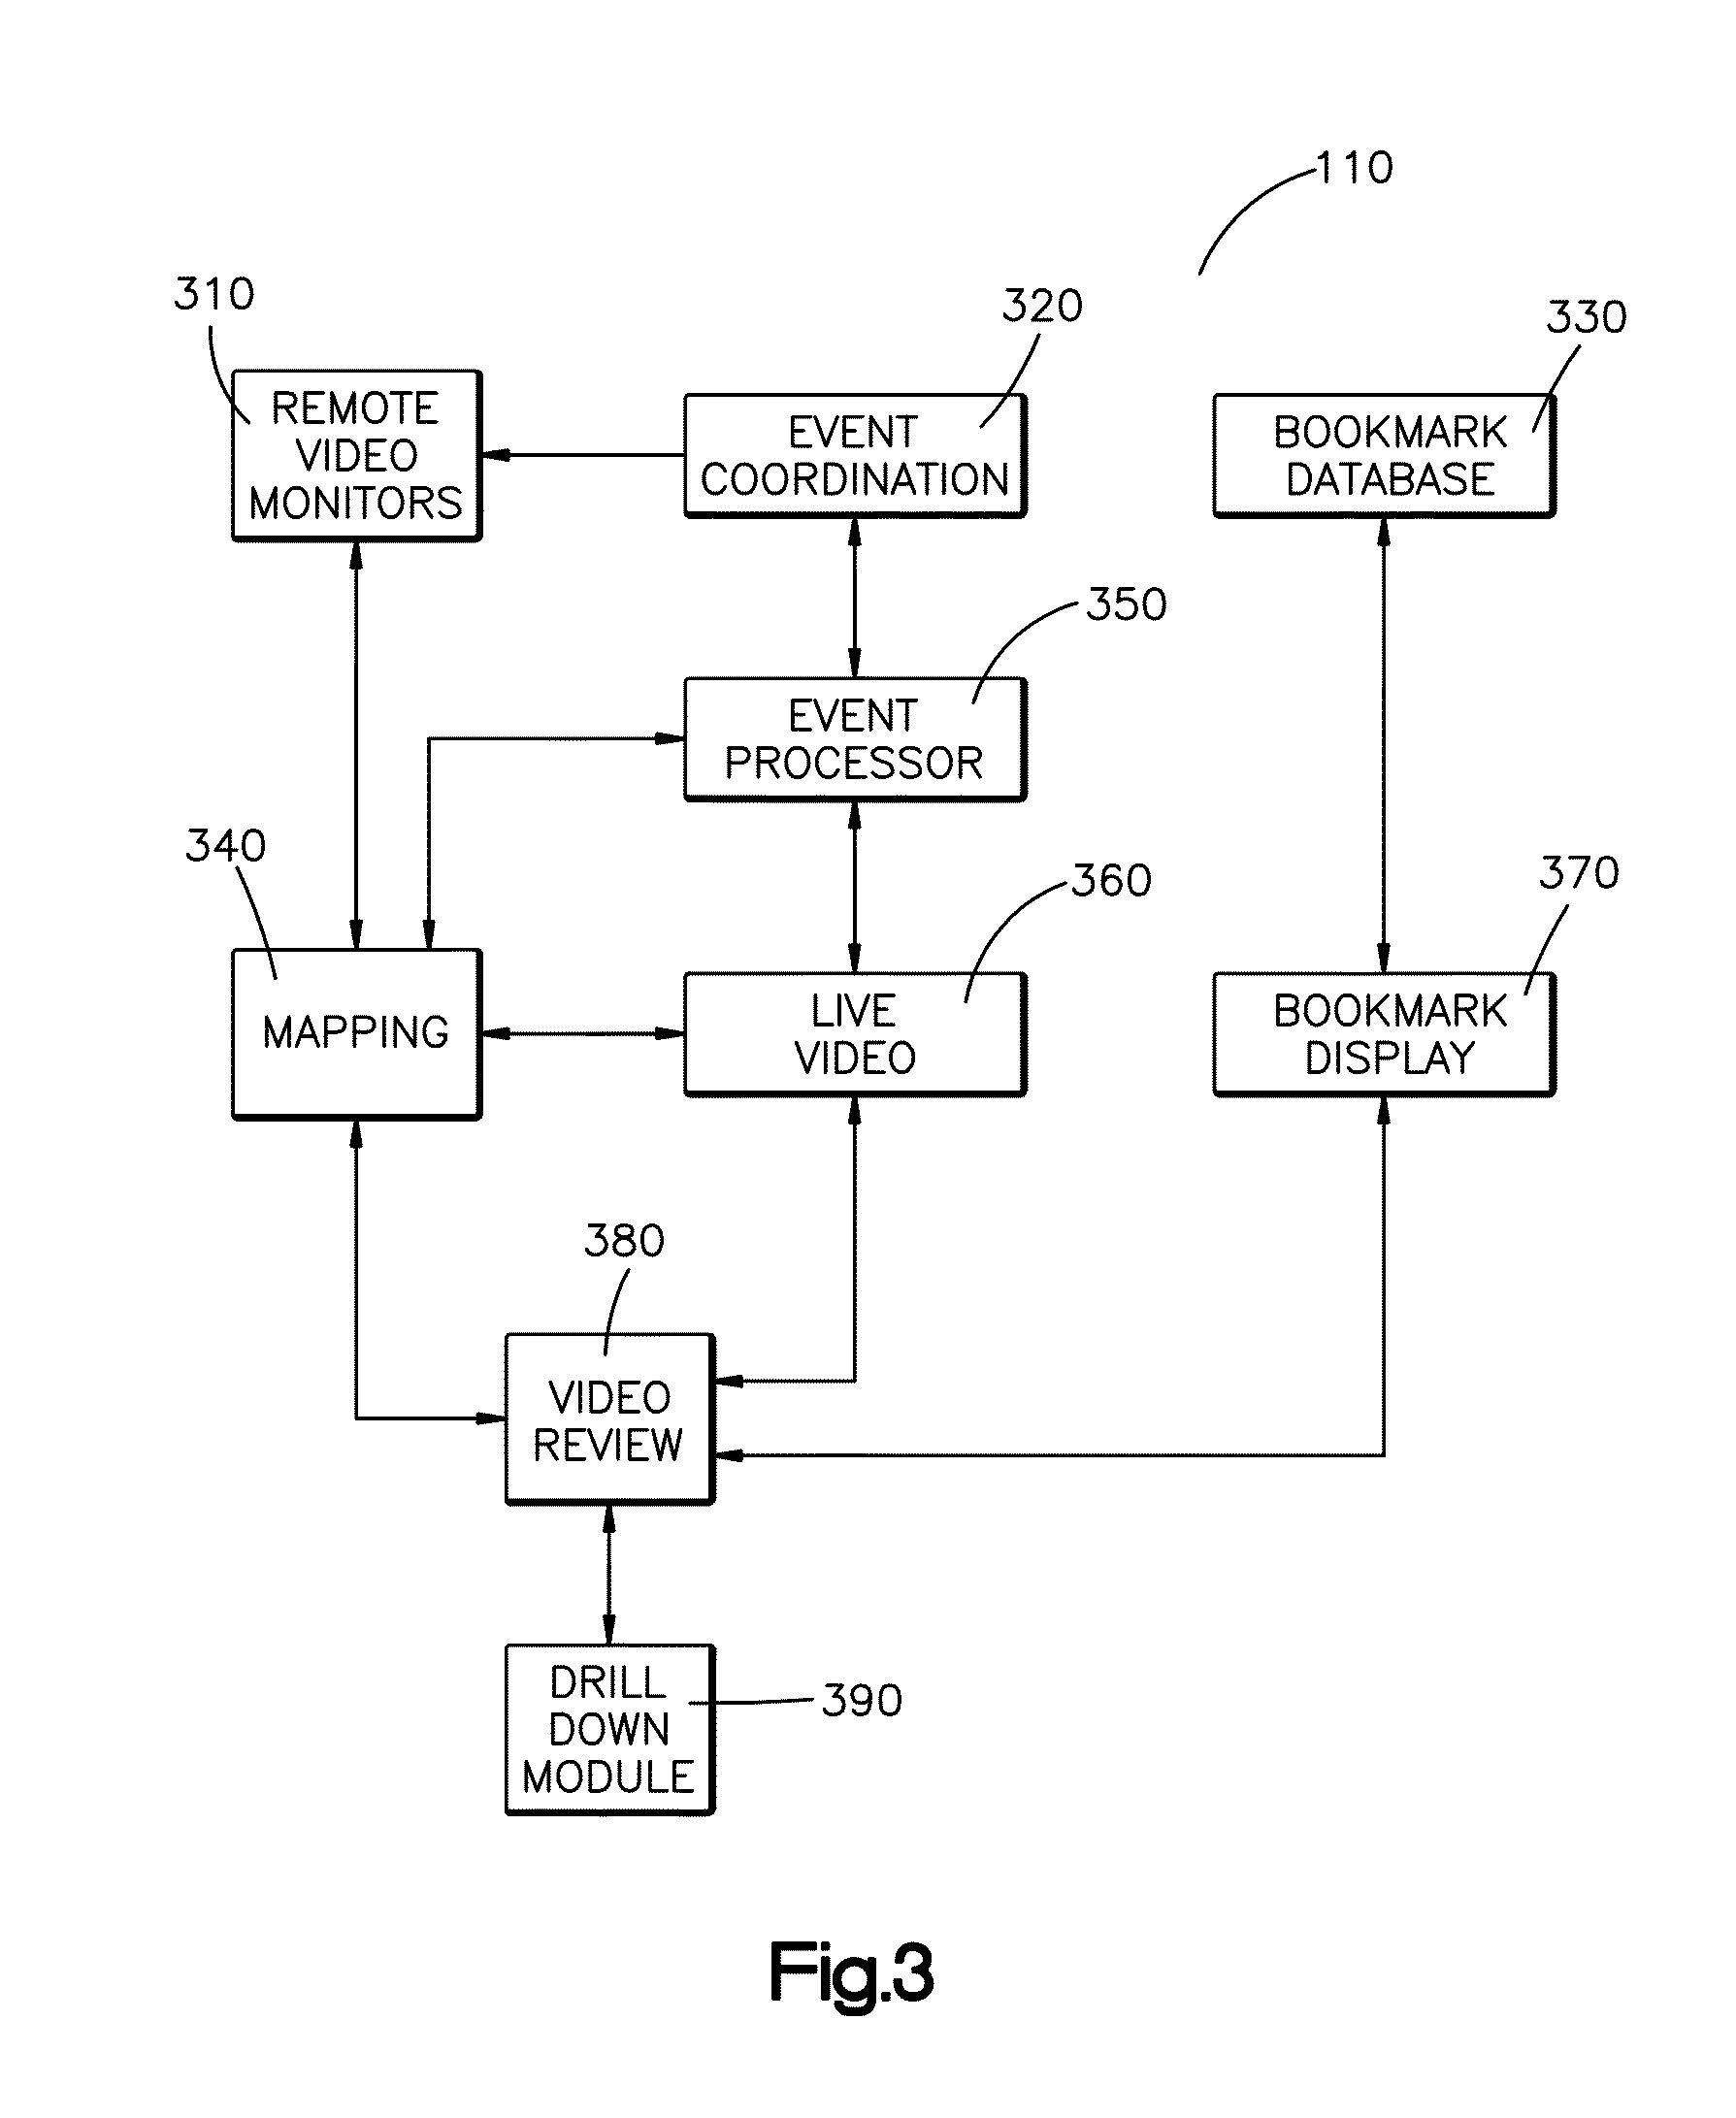 110
310
320
330
REMOTE
VIDEO
MONITORS
EVENT
COORDINATION
BOOKMARK
DATABASE
350
EVENT
PROCESSOR
340
360
370
MAPPING
LIVE
VIDEO
BOOKMARK
DISPLAY
380
VIDEO
REVIEW
DRILL
DOWN
MODULE
390
Fig.3